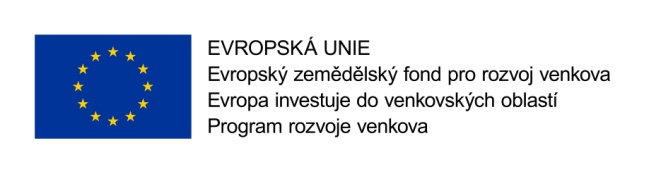 EVROPSKÁ UNIE
Evropský zemědělský fond pro rozvoj venkova
Evropa investuje do venkovských oblastí
Program rozvoje venkova